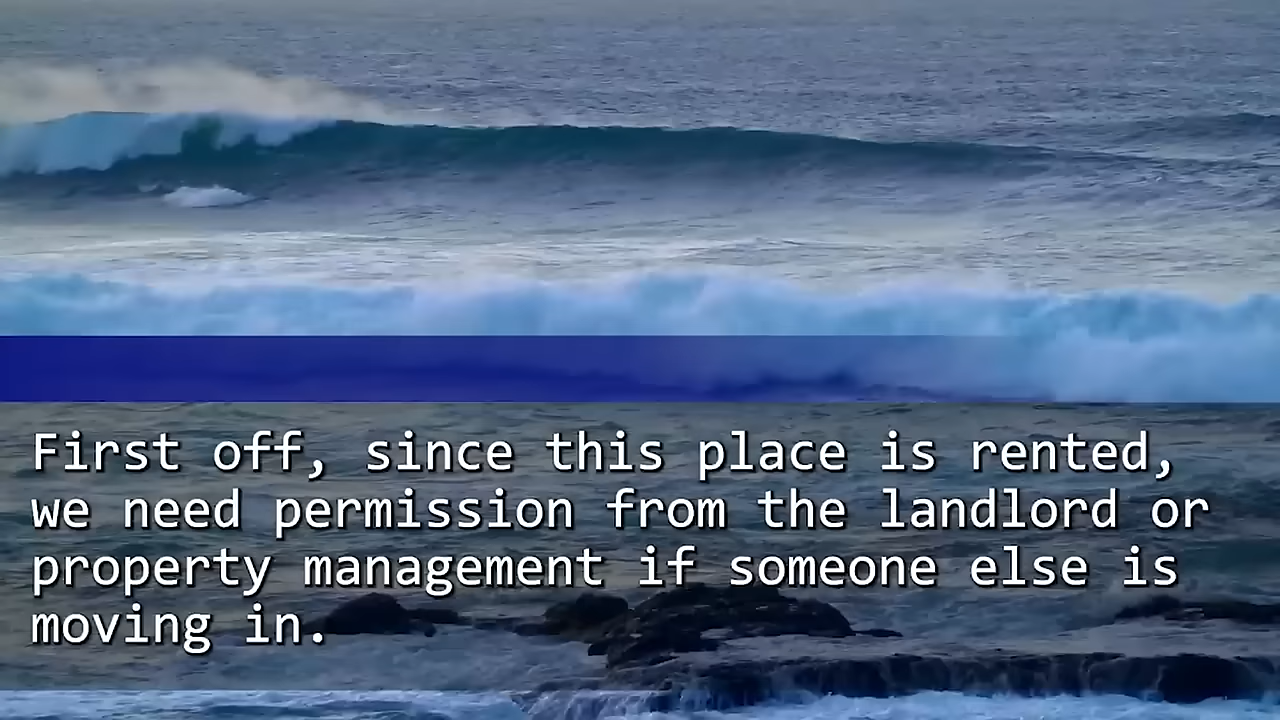 First off, since this place is rented,
we need permission from the landlord or
property management if someone else is
moving in.